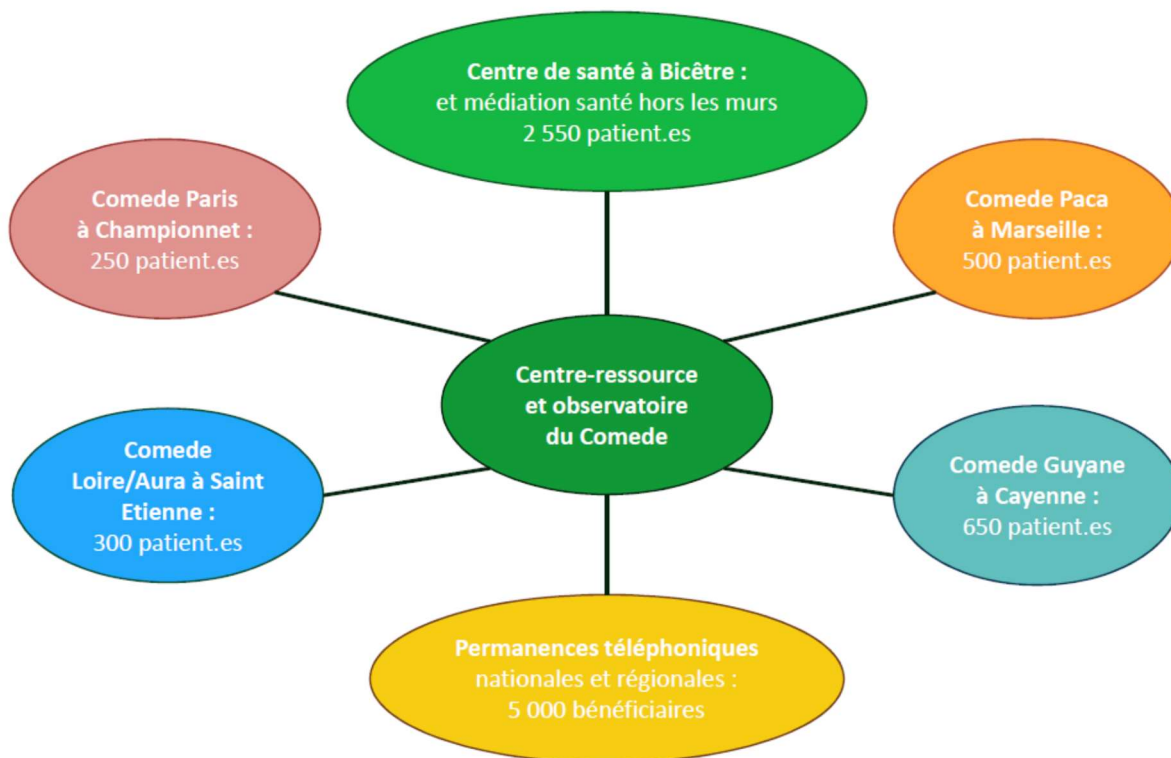 Centre de santé à Bicêtre :
et médiation santé hors les murs
2 550 patient.es
Comede Paris
à Championnet :
250 patient.es
Comede Paca
à Marseille :
500 patient.es
Centre-ressource
et observatoire
du Comede
Comede
Loire/Aura à Saint
Etienne :
300 patient.es
Comede Guyane
à Cayenne :
650 patient.es
Permanences téléphoniques
nationales et régionales :
5 000 bénéficiaires